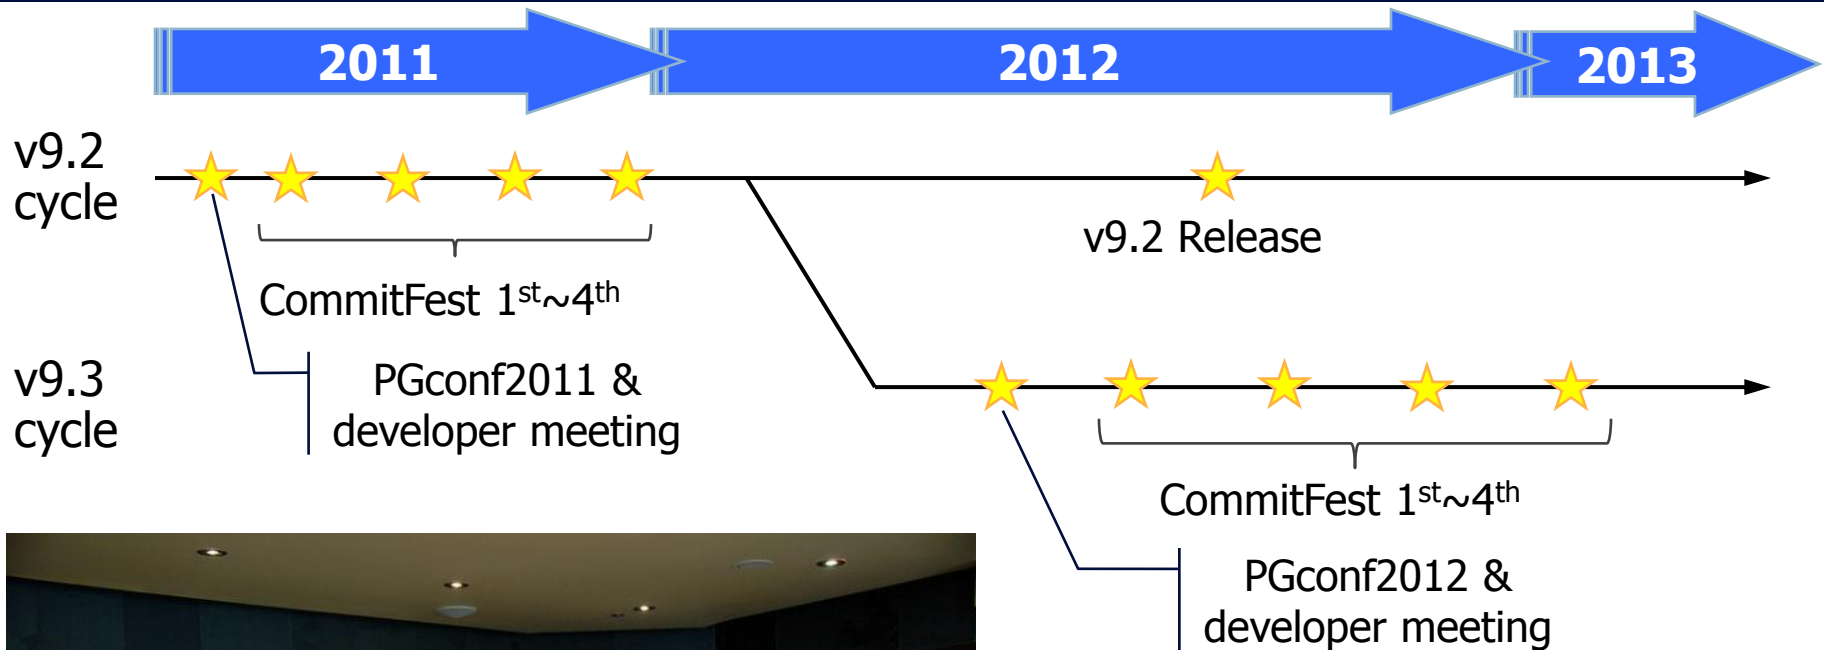 2011
2012
2013
v9.2
cycle
v9.2 Release
CommitFest 1st~4th
PGconf2011 &
developer meeting
v9.3
cycle
CommitFest 1st~4th
PGconf2012 &
developer meeting